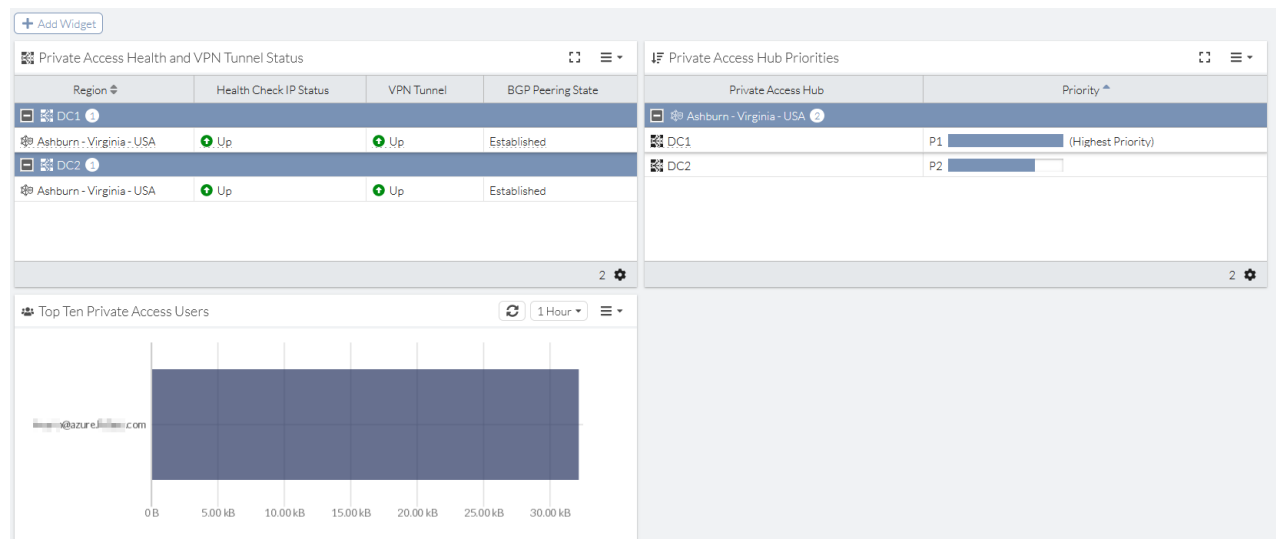 Add Widget
Private Access Health and VPN Tunnel Status
Region Health Check IP Status VPN Tunnel BGP Peering State
DC1 1
Ashburn - Virginia - USA Up Up Established
DC2 1
Ashburn - Virginia - USA Up Up Established
2
Private Access Hub Priorities
Private Access Hub Priority
Ashburn - Virginia - USA 2
DC1 P1 (Highest Priority)
DC2 P2
2
Top Ten Private Access Users 1 Hour
@azure. .com
0 B 5.00 kB 10.00 kB 15.00 kB 20.00 kB 25.00 kB 30.00 kB